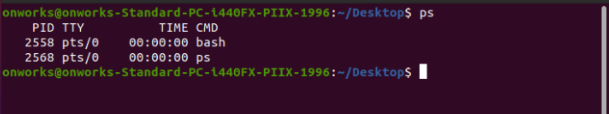 onworks@onworks-Standard-PC-i440FX-PIIX-1996:~/Desktop$ ps
    PID TTY          TIME CMD
   2558 pts/0    00:00:00 bash
   2568 pts/0    00:00:00 ps
onworks@onworks-Standard-PC-i440FX-PIIX-1996:~/Desktop$